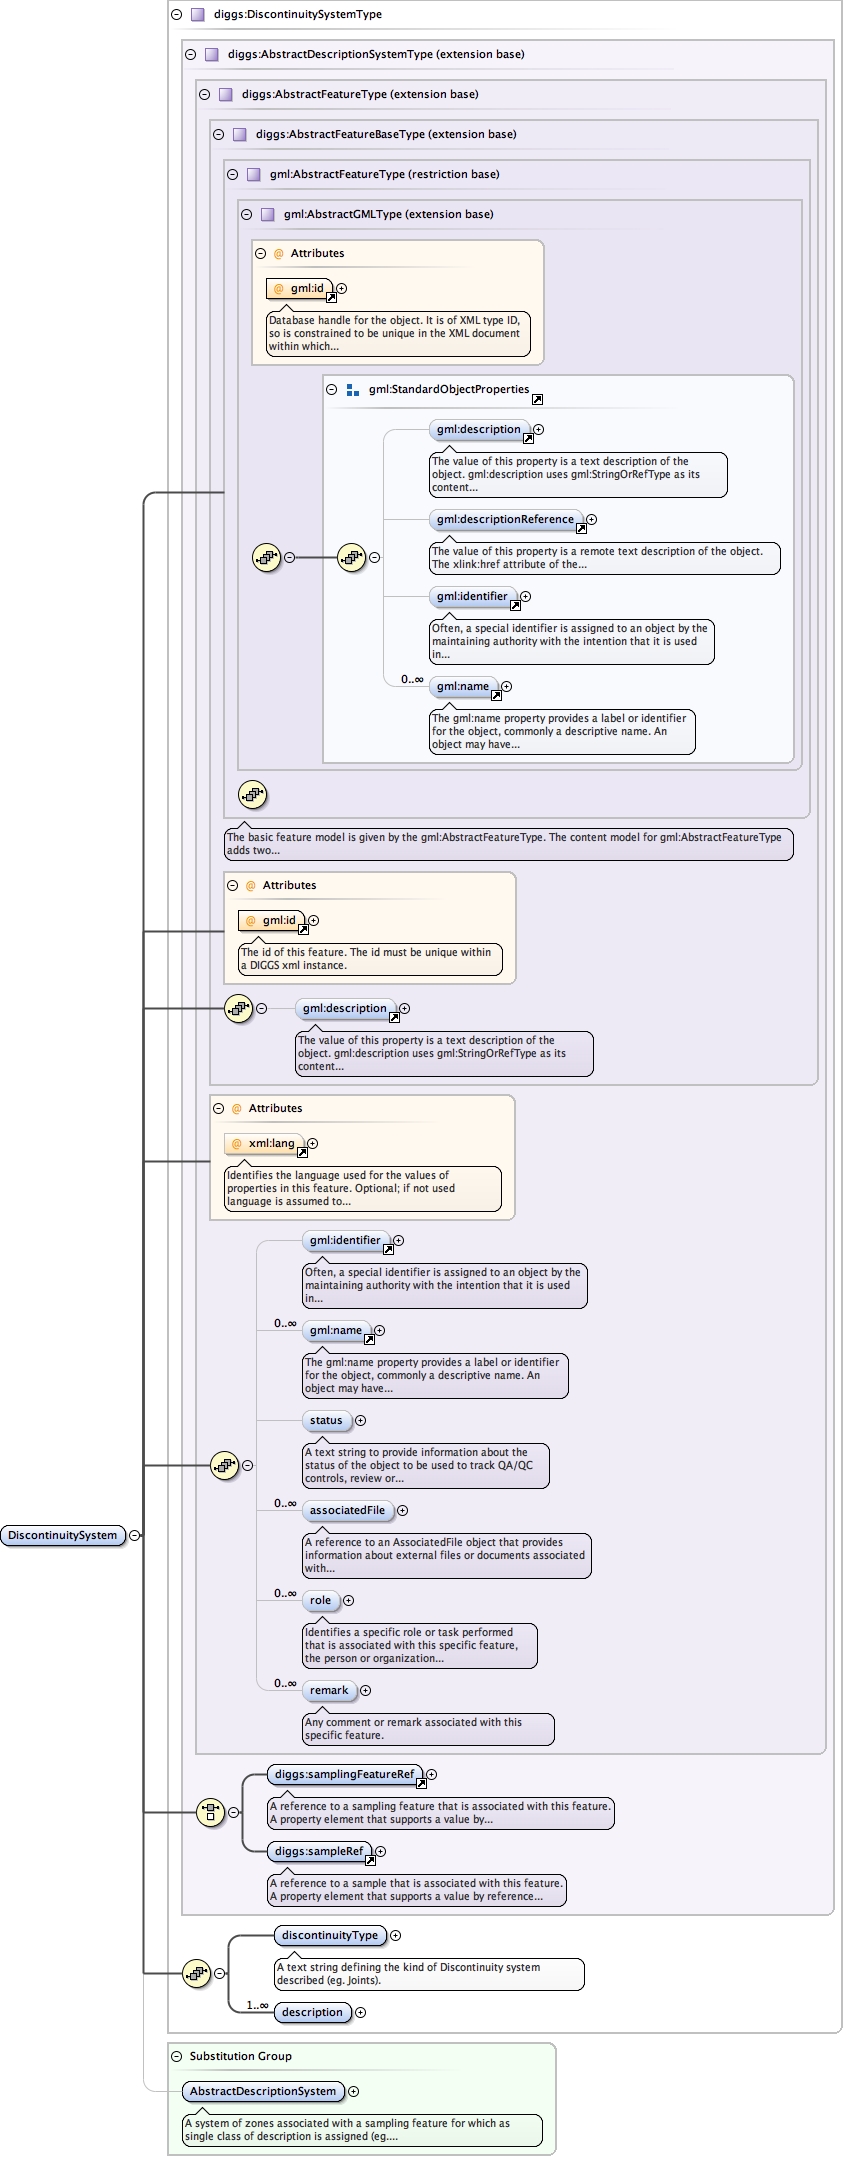 diggs:DiscontinuitySystemType
diggs:AbstractDescriptionSystemType (extension base)
diggs:AbstractFeatureType (extension base)
diggs:AbstractFeatureBaseType (extension base)
gml:AbstractFeatureType (restriction base)
gml:AbstractGMLType (extension base)
@ Attributes
@ gml:id
Database handle for the object. It is of XML type ID,
so is constrained to be unique in the XML document
within which...
gml:StandardObjectProperties
gml:description
The value of this property is a text description of the
object. gml:description uses gml:StringOrRefType as its
content...
gml:descriptionReference
The value of this property is a remote text description of the object.
The xlink:href attribute of the...
gml:identifier
Often, a special identifier is assigned to an object by the
maintaining authority with the intention that it is used
in...
0..∞
gml:name
The gml:name property provides a label or identifier
for the object, commonly a descriptive name. An
object may have...
The basic feature model is given by the gml:AbstractFeatureType. The content model for gml:AbstractFeatureType
adds two...
@ Attributes
@ gml:id
The id of this feature. The id must be unique within
a DIGGS xml instance.
gml:description
The value of this property is a text description of the
object. gml:description uses gml:StringOrRefType as its
content...
@ Attributes
@ xml:lang
Identifies the language used for the values of
properties in this feature. Optional; if not used
language is assumed to...
gml:identifier
Often, a special identifier is assigned to an object by the
maintaining authority with the intention that it is used
in...
0..∞
gml:name
The gml:name property provides a label or identifier
for the object, commonly a descriptive name. An
object may have...
status
A text string to provide information about the
status of the object to be used to track QA/QC
controls, review or...
0..∞
associatedFile
A reference to an AssociatedFile object that provides
information about external files or documents associated
with...
DiscontinuitySystem
0..∞
role
Identifies a specific role or task performed
that is associated with this specific feature,
the person or organization...
0..∞
remark
Any comment or remark associated with this
specific feature.
diggs:samplingFeatureRef
A reference to a sampling feature that is associated with this feature.
A property element that supports a value by...
diggs:sampleRef
A reference to a sample that is associated with this feature.
A property element that supports a value by reference...
discontinuityType
A text string defining the kind of Discontinuity system
described (eg. Joints).
1..∞
description
Substitution Group
AbstractDescriptionSystem
A system of zones associated with a sampling feature for which as
single class of description is assigned (eg....